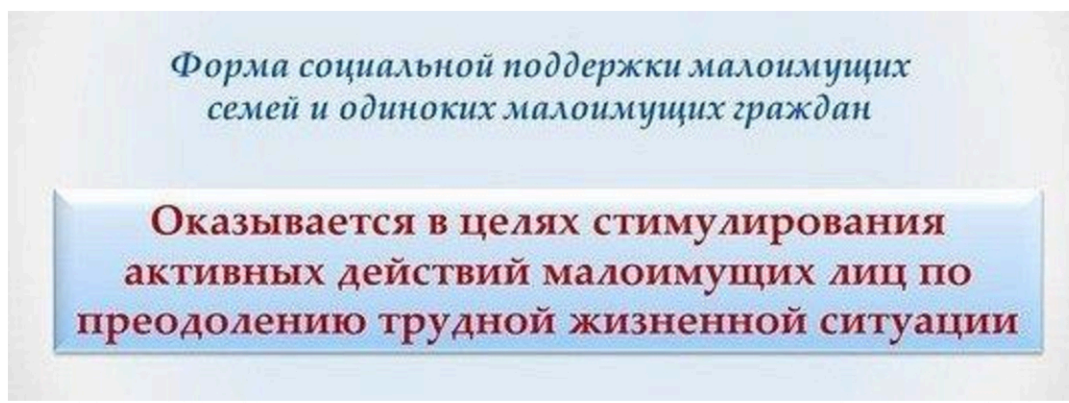 Форма социальной поддержки малоимущих
семей и одиноких малоимущих граждан
Оказывается в целях стимулирования
активных действий малоимущих лиц по
преодолению трудной жизненной ситуации